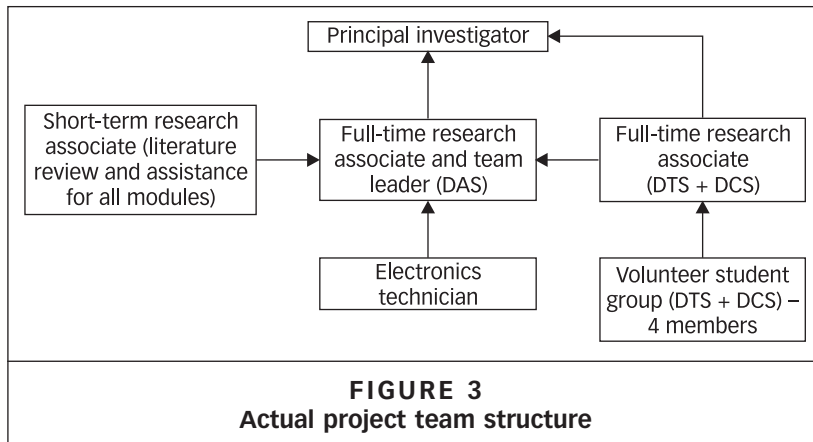 Principal investigator
Short-term research
associate (literature
review and assistance
for all modules)
Full-time research
associate and team
leader (DAS)
Full-time research
associate
(DTS + DCS)
Electronics
technician
Volunteer student
group (DTS + DCS) –
4 members
FIGURE 3
Actual project team structure